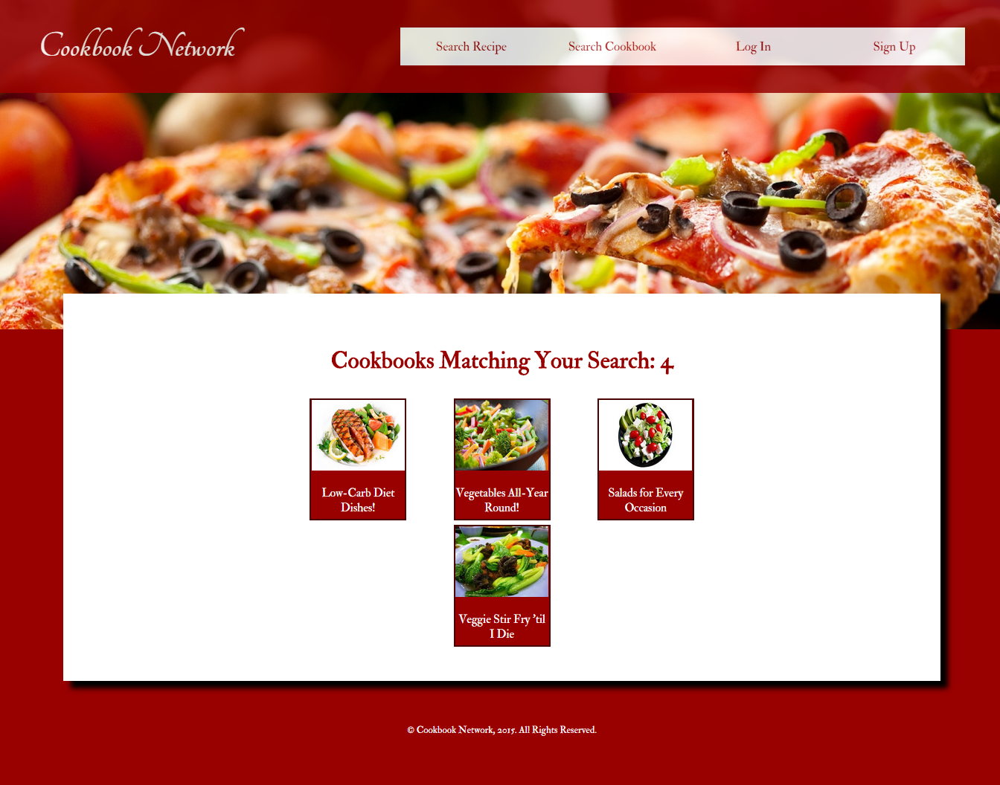 Cookbook Network
Search Recipe
Search Cookbook
Log In
Sign Up
Cookbooks Matching Your Search: 4
Low-Carb Diet
Dishes!
Vegetables All-Year
Round!
Salads for Every
Occasion
Veggie Stir Fry 'til
I Die
© Cookbook Network, 2015. All Rights Reserved.